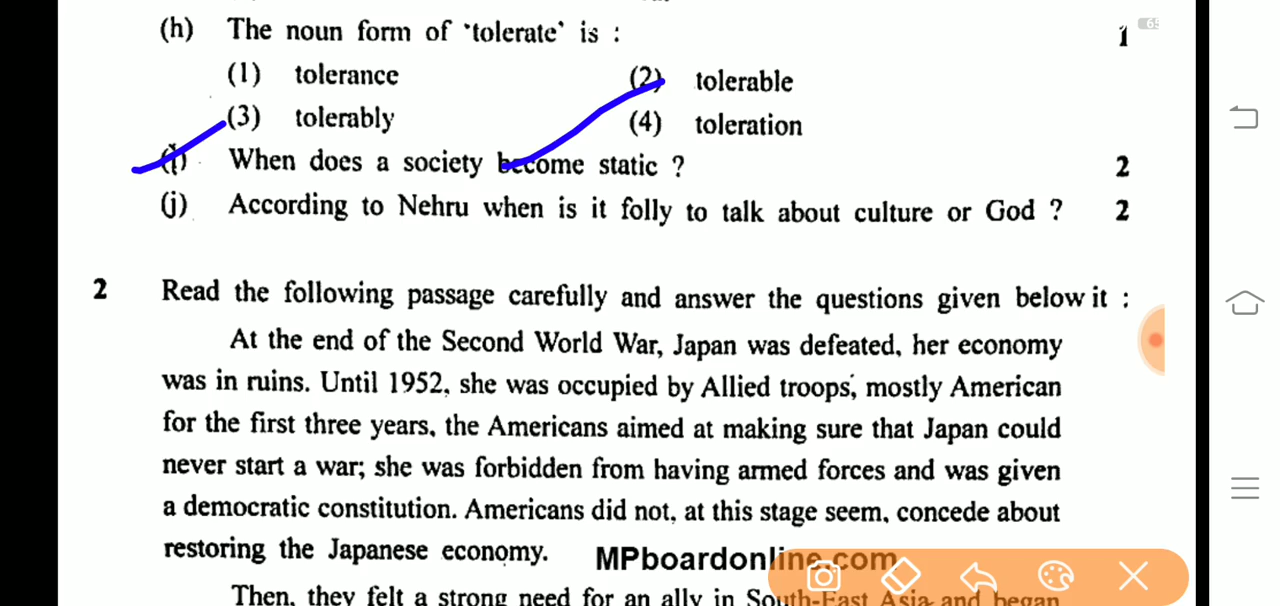 (h) The noun form of 'tolerate' is : 1
(1) tolerance (2) tolerable
(3) tolerably (4) toleration
(i) When does a society become static ? 2
(j) According to Nehru when is it folly to talk about culture or God ? 2
2 Read the following passage carefully and answer the questions given below it :
At the end of the Second World War, Japan was defeated, her economy
was in ruins. Until 1952, she was occupied by Allied troops, mostly American
for the first three years, the Americans aimed at making sure that Japan could
never start a war; she was forbidden from having armed forces and was given
a democratic constitution. Americans did not, at this stage seem, concede about
restoring the Japanese economy. MPboardonline.com
Then, they felt a strong need for an ally in South-East Asia and began